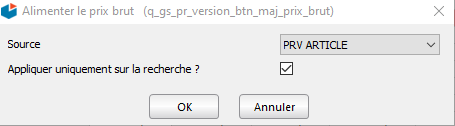 Alimenter le prix brut (q_gs_pr_version_btn_maj_prix_brut)
Source PRV ARTICLE
Appliquer uniquement sur la recherche ?
OK Annuler